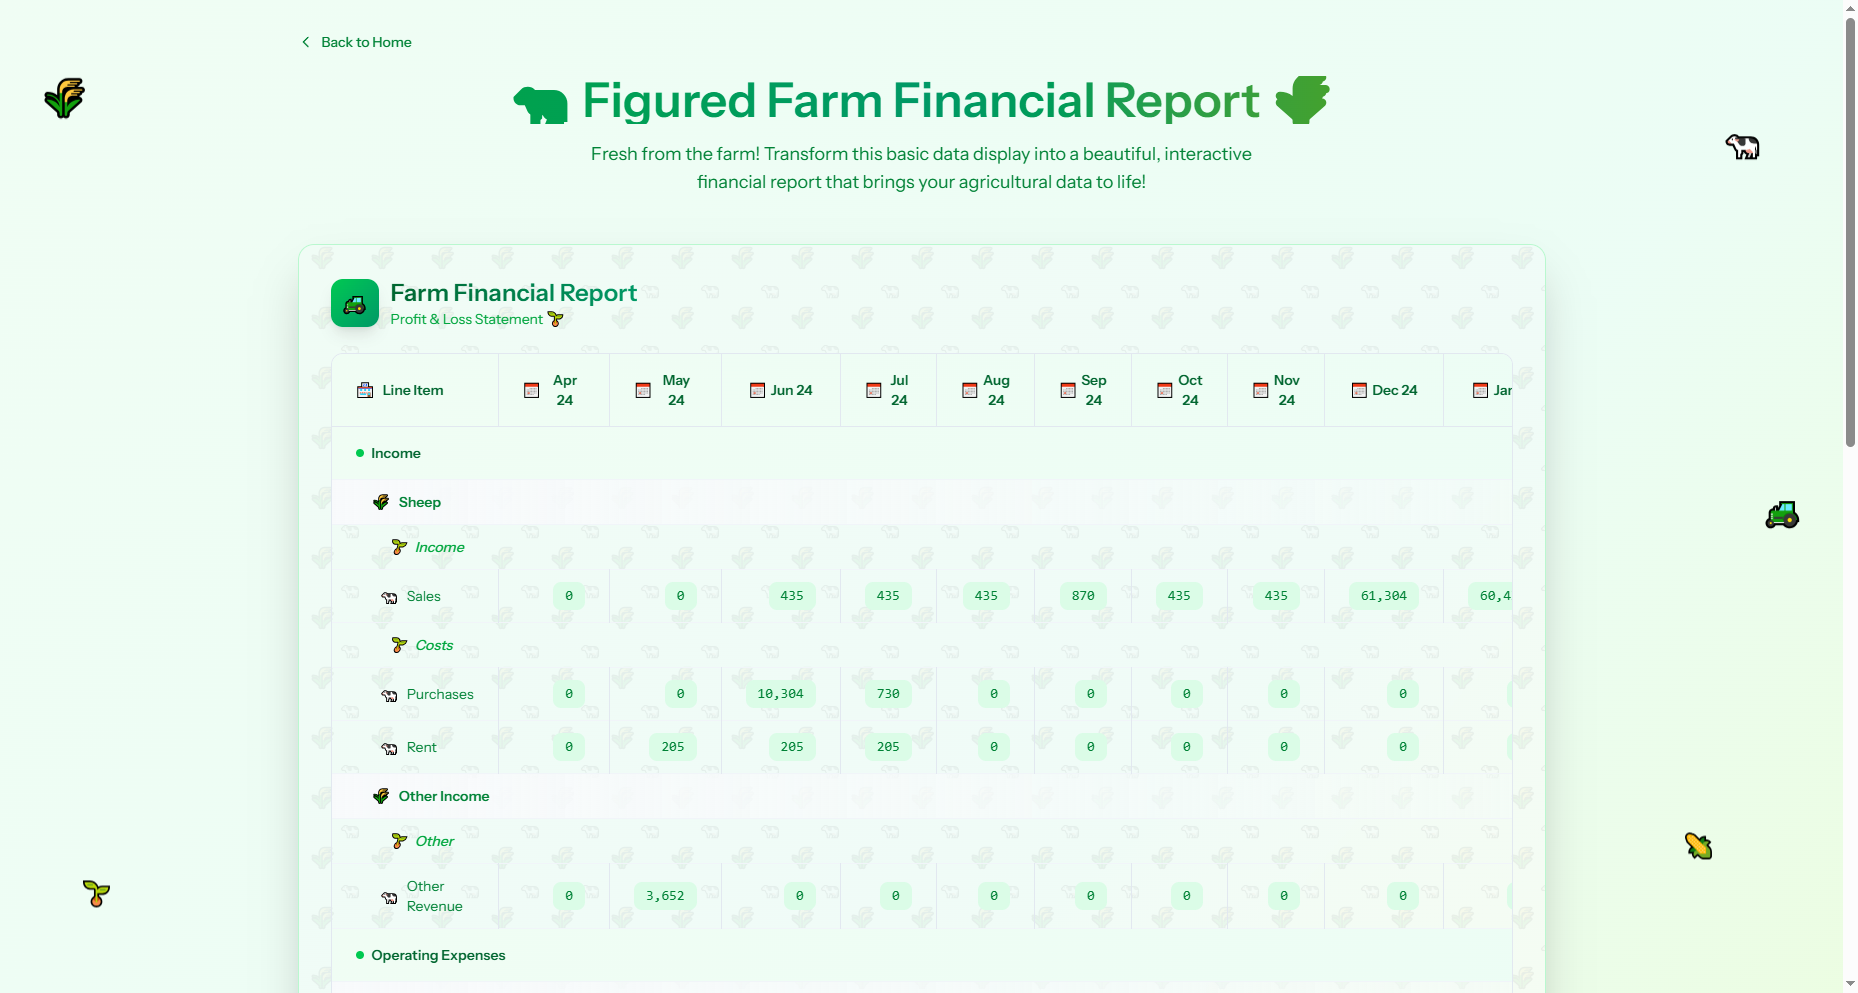 Back to Home
Figured Farm Financial Report
Fresh from the farm! Transform this basic data display into a beautiful, interactive
financial report that brings your agricultural data to life!
Farm Financial Report
Profit & Loss Statement
Line Item Apr 24 May 24 Jun 24 Jul 24 Aug 24 Sep 24 Oct 24 Nov 24 Dec 24 Jan
Income
Sheep
Income
Sales 0 0 435 435 435 870 435 435 61,304 60,4
Costs
Purchases 0 0 10,304 730 0 0 0 0 0
Rent 0 205 205 205 0 0 0 0 0
Other Income
Other
Other Revenue 0 3,652 0 0 0 0 0 0 0
Operating Expenses